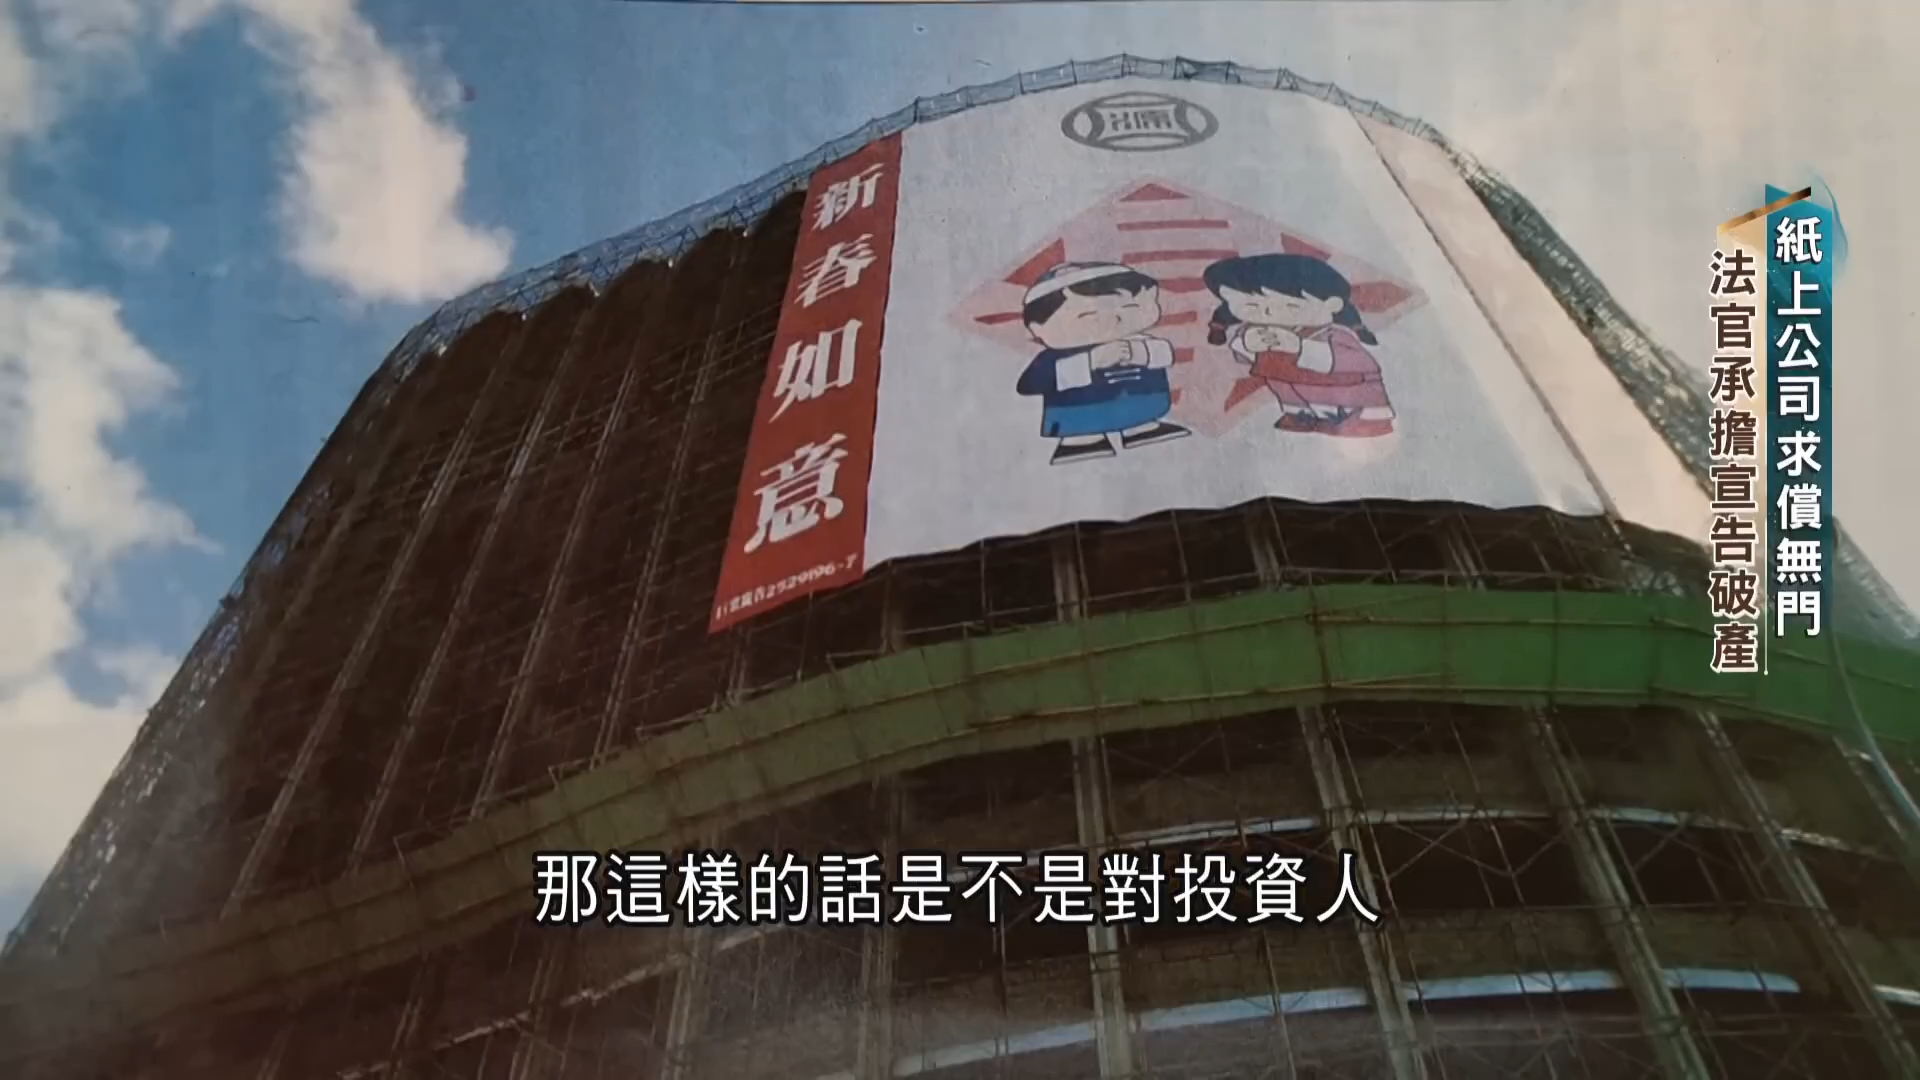 紙上公司求償無門
法官承擔宣告破產
新春如意
那這樣的話是不是對投資人